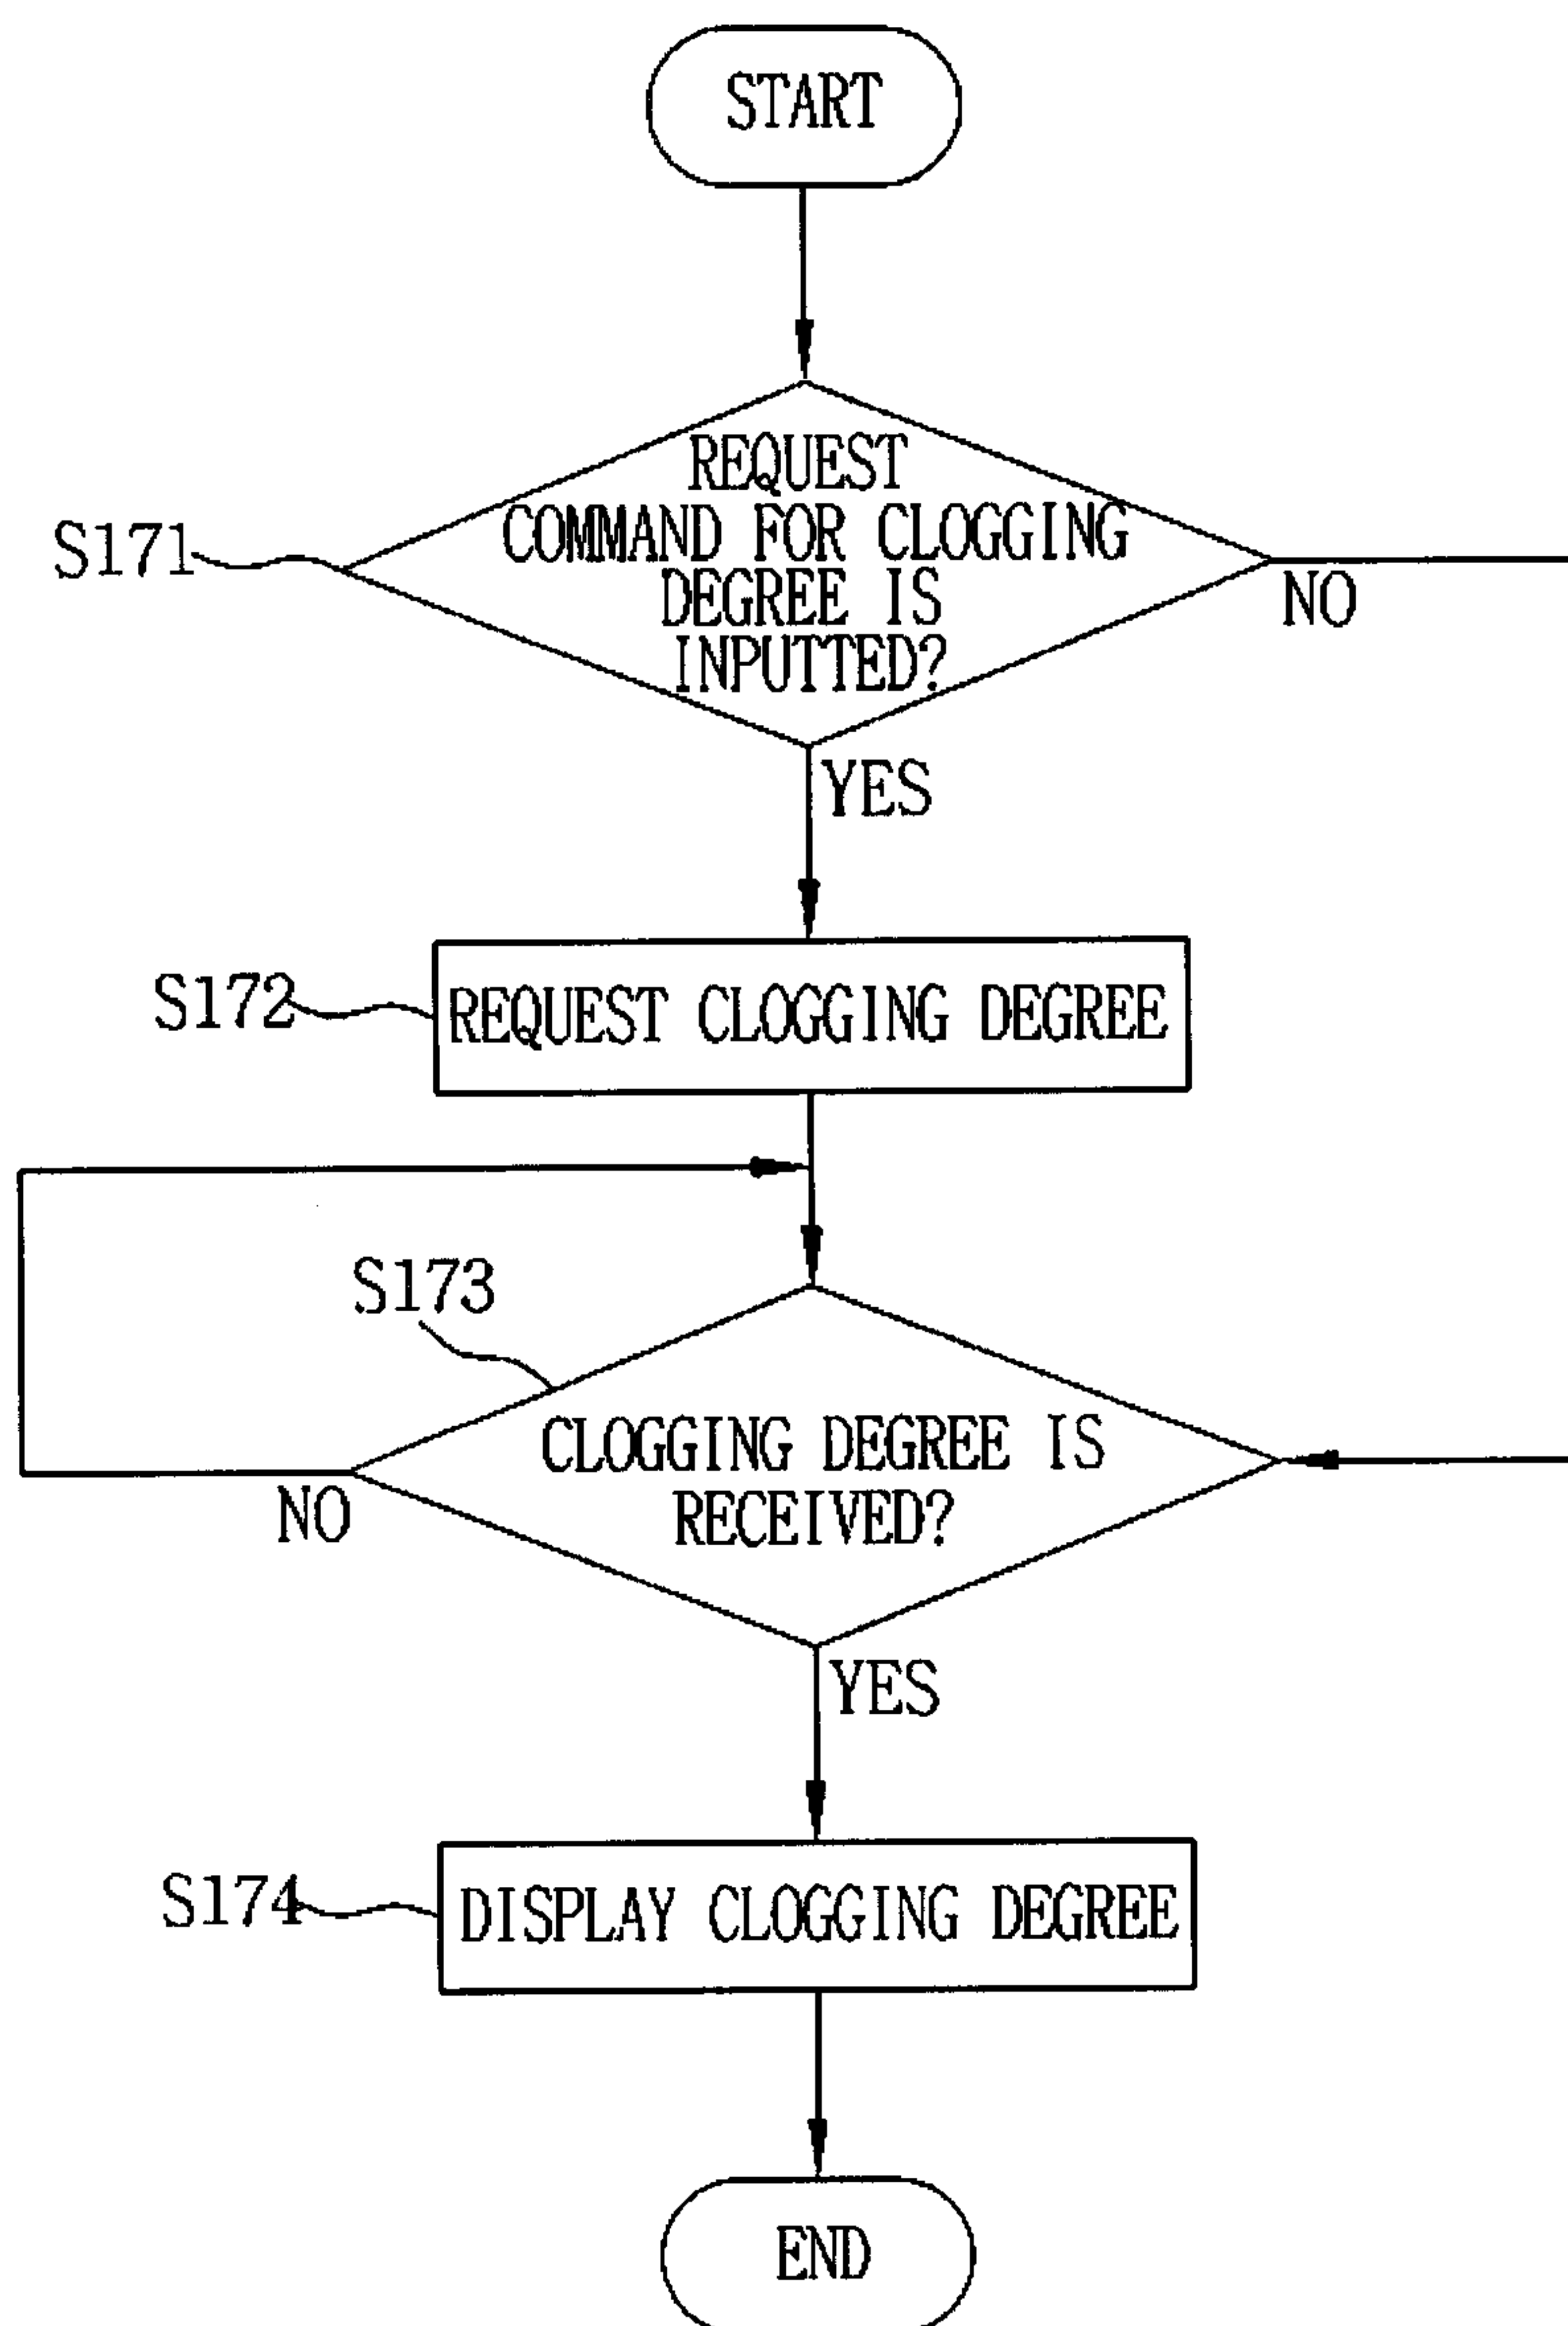 START
REQUEST
COMMAND FOR CLOGGING
DEGREE IS
INPUTTED?
S171
NO
YES
S172
REQUEST CLOGGING DEGREE
S173
CLOGGING DEGREE IS
RECEIVED?
NO
YES
S174
DISPLAY CLOGGING DEGREE
END